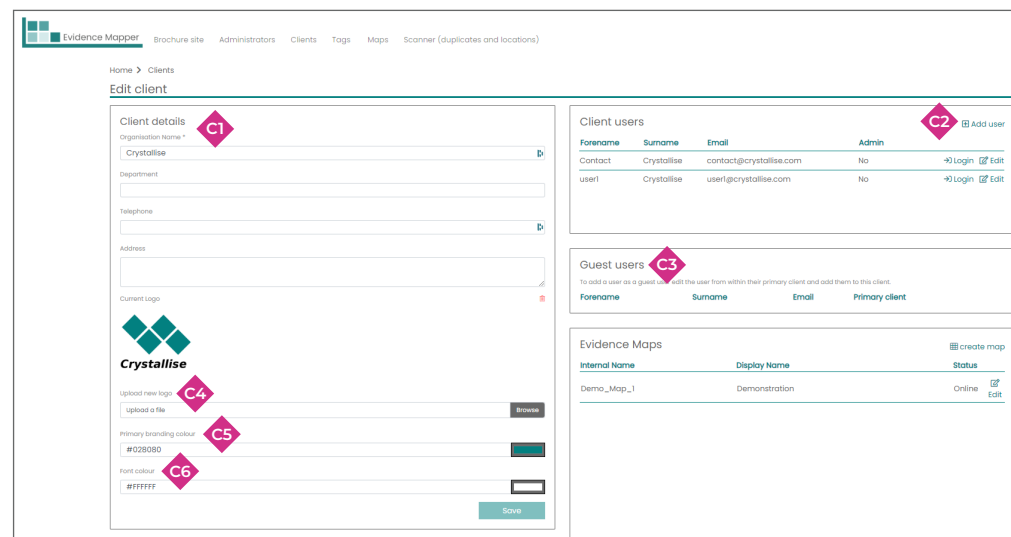 Evidence Mapper Brochure site Administrators Clients Tags Maps Scanner (duplicates and locations)
Home > Clients
Edit client
Client details C1
Organisation Name *
Crystallise
Department
Telephone
Address
Current Logo
Crystallise
Upload new logo C4
Upload a file Browse
Primary branding colour C5
#028080
Font colour C6
#FFFFFF
Save
Client users C2 Add user
Forename Surname Email Admin
Contact Crystallise contact@crystallise.com No Login Edit
user1 Crystallise user1@crystallise.com No Login Edit
Guest users C3
To add a user as a guest user edit the user from within their primary client and add them to this client.
Forename Surname Email Primary client
Evidence Maps create map
Internal Name Display Name Status
Demo_Map_1 Demonstration Online Edit